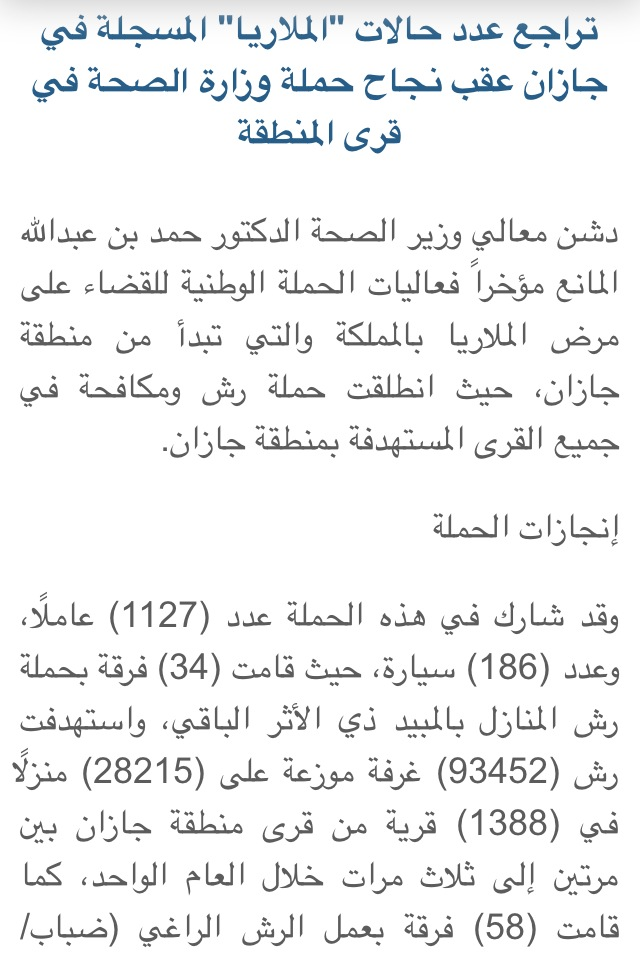 تراجع عدد حالات "الملاريا" المسجلة في
جازان عقب نجاح حملة وزارة الصحة في
قرى المنطقة
دشن معالي وزير الصحة الدكتور حمد بن عبدالله
المانع مؤخراً فعاليات الحملة الوطنية للقضاء على
مرض الملاريا بالمملكة والتي تبدأ من منطقة
جازان، حيث انطلقت حملة رش ومكافحة في
جميع القرى المستهدفة بمنطقة جازان.
إنجازات الحملة
وقد شارك في هذه الحملة عدد (1127) عاملًا،
وعدد (186) سيارة، حيث قامت (34) فرقة بحملة
رش المنازل بالمبيد ذي الأثر الباقي، واستهدفت
رش (93452) غرفة موزعة على (28215) منزلًا
في (1388) قرية من قرى منطقة جازان بين
مرتين إلى ثلاث مرات خلال العام الواحد، كما
قامت (58) فرقة بعمل الرش الراغي (ضباب/